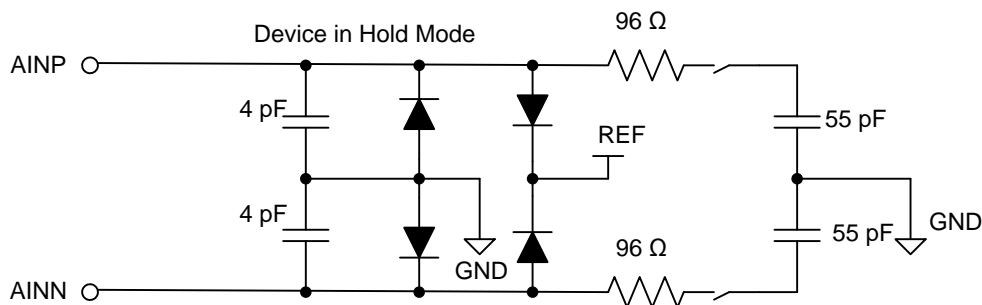 96 Ω
Device in Hold Mode
AINP
4 pF
55 pF
REF
4 pF
96 Ω
55 pF
GND
GND
AINN